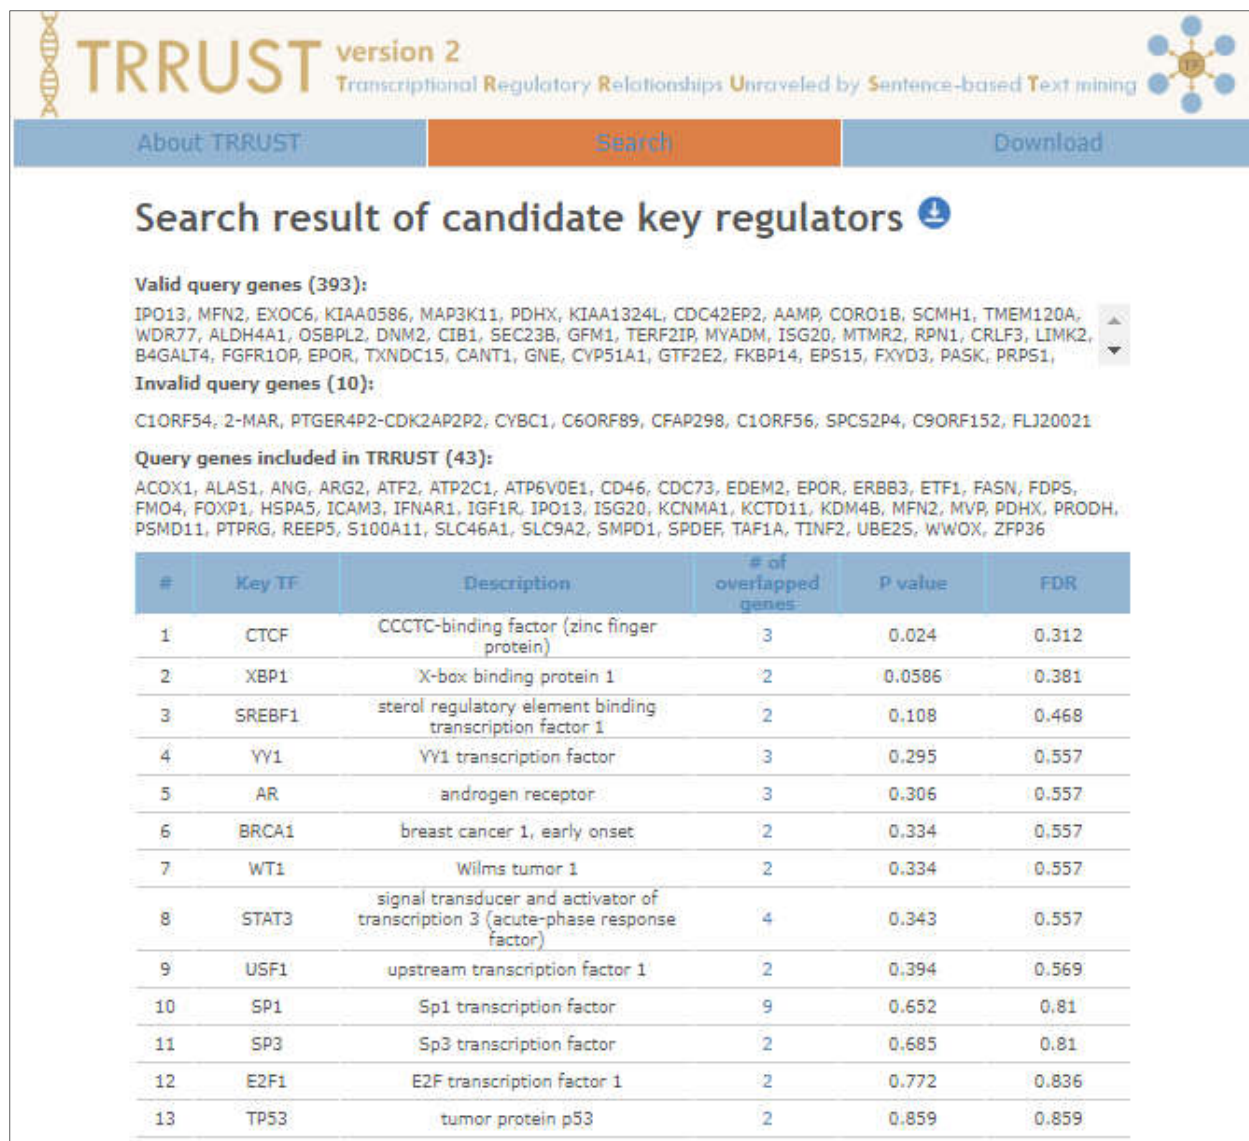 TRRUST version 2
Transcriptional Regulatory Relationships Unraveled by Sentence-based Text mining
TF
About TRRUST Search Download
Search result of candidate key regulators
Valid query genes (393):
IPO13, MFN2, EXOC6, KIAA0586, MAP3K11, PDHX, KIAA1324L, CDC42EP2, AAMP, CORO1B, SCMH1, TMEM120A,
WDR77, ALDH4A1, OSBPL2, DNM2, CIB1, SEC23B, GFM1, TERF2IP, MYADM, ISG20, MTMR2, RPN1, CRLF3, LIMK2,
B4GALT4, FGFR1OP, EPOR, TXNDC15, CANT1, GNE, CYP51A1, GTF2E2, FKBP14, EPS15, FXYD3, PASK, PRPS1,
Invalid query genes (10):
C1ORF54, 2-MAR, PTGER4P2-CDK2AP2P2, CYBC1, C6ORF89, CFAP298, C1ORF56, SPCS2P4, C9ORF152, FLJ20021
Query genes included in TRRUST (43):
ACOX1, ALAS1, ANG, ARG2, ATF2, ATP2C1, ATP6V0E1, CD46, CDC73, EDEM2, EPOR, ERBB3, ETF1, FASN, FDPS,
FMO4, FOXP1, HSPA5, ICAM3, IFNAR1, IGF1R, IPO13, ISG20, KCNMA1, KCTD11, KDM4B, MFN2, MVP, PDHX, PRODH,
PSMD11, PTPRG, REEP5, S100A11, SLC46A1, SLC9A2, SMPD1, SPDEF, TAF1A, TINF2, UBE2S, WWOX, ZFP36
# Key TF Description # of overlapped genes P value FDR
1 CTCF CCCTC-binding factor (zinc finger protein) 3 0.024 0.312
2 XBP1 X-box binding protein 1 2 0.0586 0.381
3 SREBF1 sterol regulatory element binding transcription factor 1 2 0.108 0.468
4 YY1 YY1 transcription factor 3 0.295 0.557
5 AR androgen receptor 3 0.306 0.557
6 BRCA1 breast cancer 1, early onset 2 0.334 0.557
7 WT1 Wilms tumor 1 2 0.334 0.557
8 STAT3 signal transducer and activator of transcription 3 (acute-phase response factor) 4 0.343 0.557
9 USF1 upstream transcription factor 1 2 0.394 0.569
10 SP1 Sp1 transcription factor 9 0.652 0.81
11 SP3 Sp3 transcription factor 2 0.685 0.81
12 E2F1 E2F transcription factor 1 2 0.772 0.836
13 TP53 tumor protein p53 2 0.859 0.859